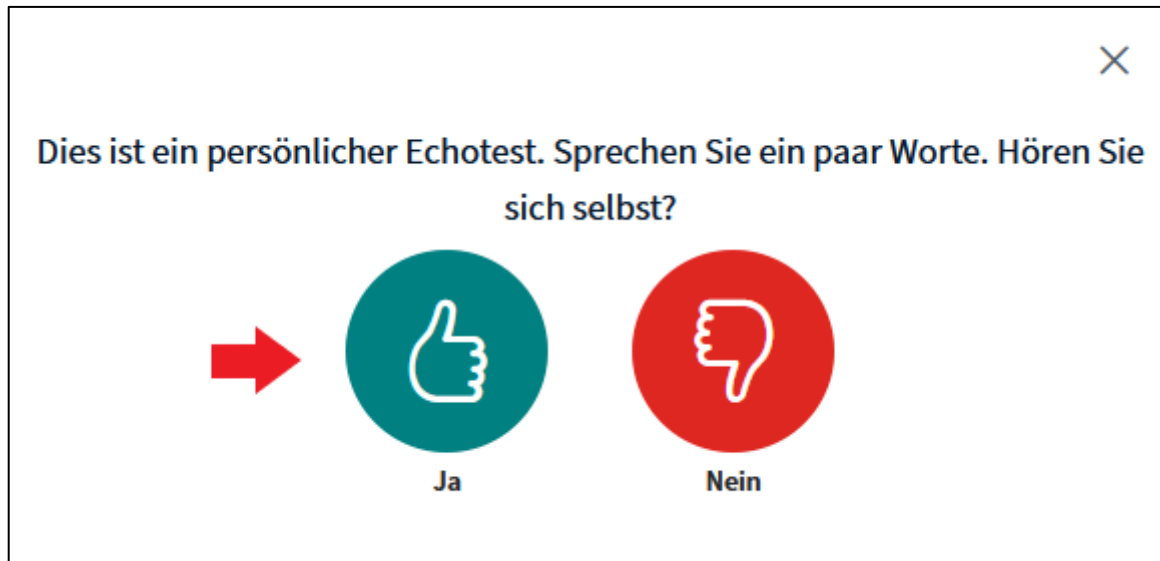 Dies ist ein persönlicher Echotest. Sprechen Sie ein paar Worte. Hören Sie
sich selbst?
Ja
Nein